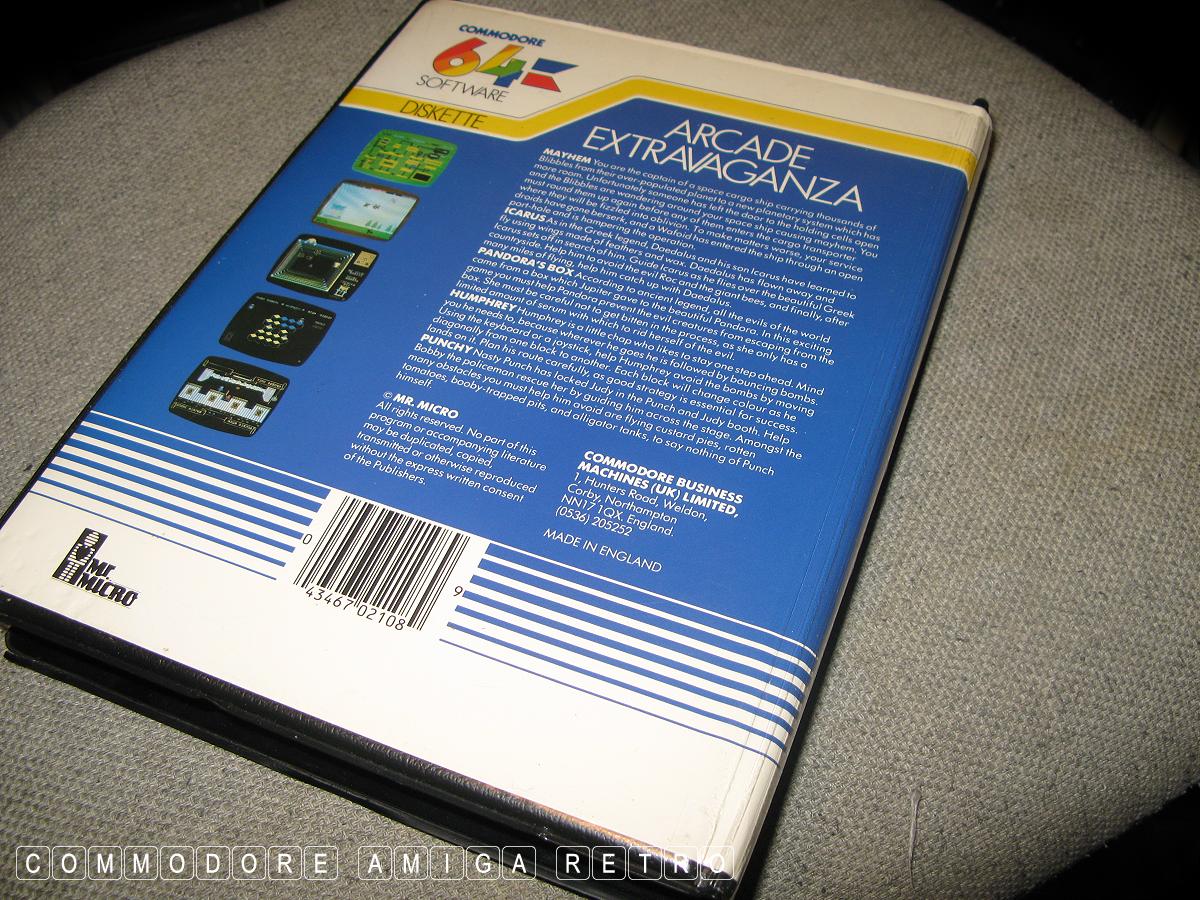 COMMODORE
64
SOFTWARE
DISKETTE
ARCADE
EXTRAVAGANZA
MAYHEM You are the captain of a space cargo ship carrying thousands of
Blibbles from their over-populated planet to a new planetary system which has
more room. Unfortunately someone has left the door to the holding cells open
and the Blibbles are wandering around your space ship causing mayhem. You
must round them up again before any of them enters the cargo transporter
where they will be fizzled into oblivion. To make matters worse, your service
droids have gone berserk, and a Wafoid has entered the ship through an open
port-hole and is hampering the operation.
ICARUS As in the Greek legend, Daedalus and his son Icarus have learned to
fly using wings made of feathers and wax. Daedalus has flown away and
Icarus sets off in search of him. Guide Icarus as he flies over the beautiful Greek
countryside. Help him to avoid the evil Roc and the giant bees, and finally, after
many days of flying, help him catch up with Daedalus.
PANDORA'S BOX According to ancient legend, all the evils of the world
came from a box which Jupiter gave to the beautiful Pandora. In this exciting
game you must help Pandora prevent the evil creatures from escaping from the
box. She must be careful not to get bitten in the process, as she only has a
limited amount of serum with which to rid herself of the evil.
HUMPHREY Humphrey is a little chap who likes to stay one step ahead. Mind
you he needs to, because wherever he goes he is followed by bouncing bombs.
Using the keyboard or a joystick, help Humphrey avoid the bombs by moving
diagonally from one block to another. Each block will change colour as he
lands on it. Plan his route carefully, as good strategy is essential for success.
PUNCHY Nasty Punch has locked Judy in the Punch and Judy booth. Help
Bobby the policeman rescue her by guiding him across the stage. Amongst the
many obstacles you must help him avoid are flying custard pies, rotten
tomatoes, booby-trapped pits, and alligator tanks, to say nothing of Punch
himself.
© MR. MICRO
All rights reserved. No part of this
program or accompanying literature
may be duplicated, copied,
transmitted or otherwise reproduced
without the express written consent
of the Publishers.
COMMODORE BUSINESS
MACHINES (UK) LIMITED,
1, Hunters Road, Weldon,
Corby, Northampton
NN17 1QX. England.
(0536) 205252
MADE IN ENGLAND
MR.
MICRO
0 43467 02108 9
COMMODORE AMIGA RETRO